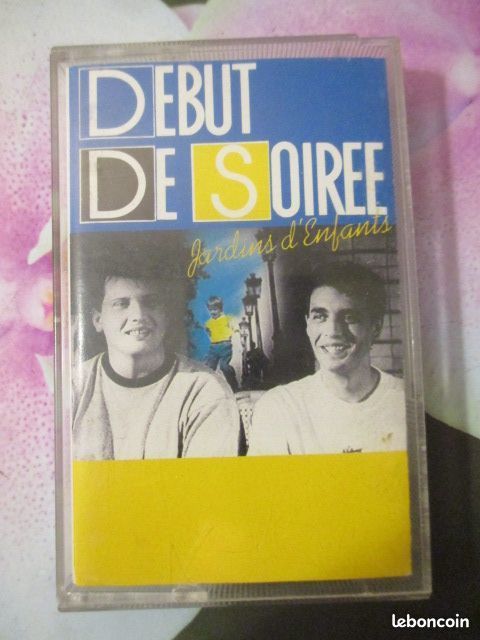 DEBUT
DE SOIREE
Jardins d'Enfants
leboncoin